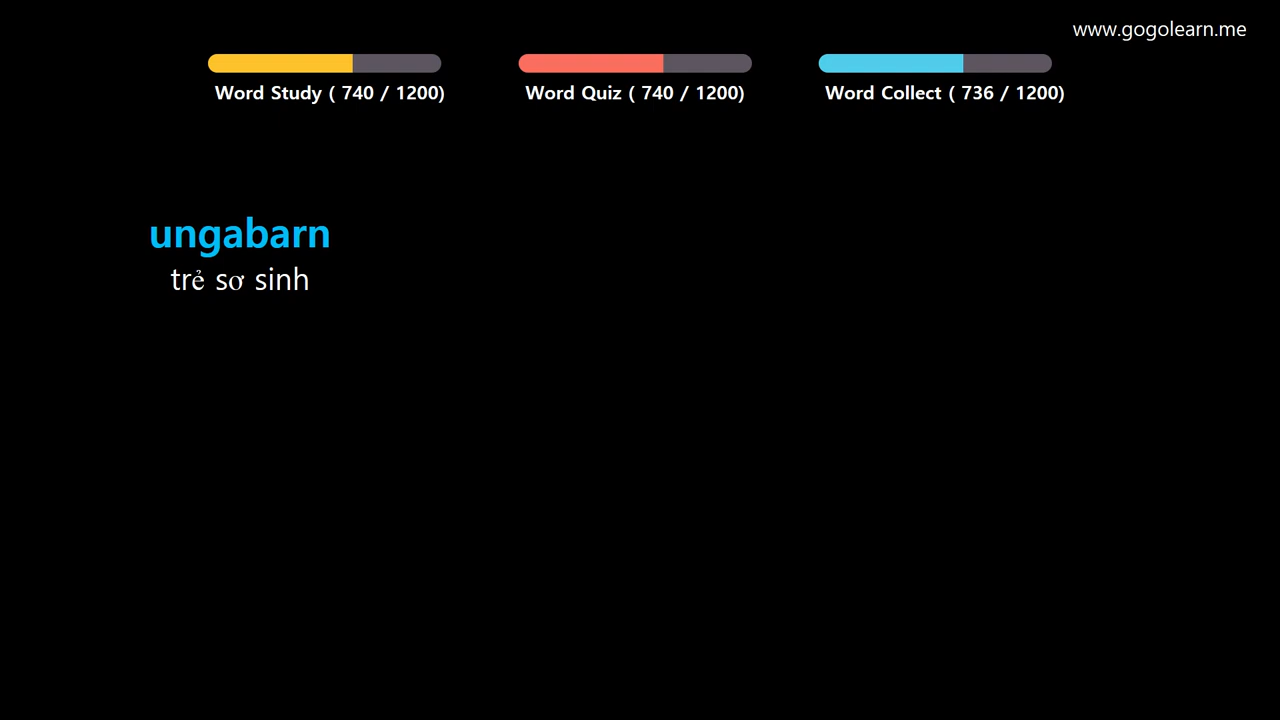 www.gogolearn.me
Word Study ( 740 / 1200)
Word Quiz ( 740 / 1200)
Word Collect ( 736 / 1200)
ungabarn
trẻ sơ sinh